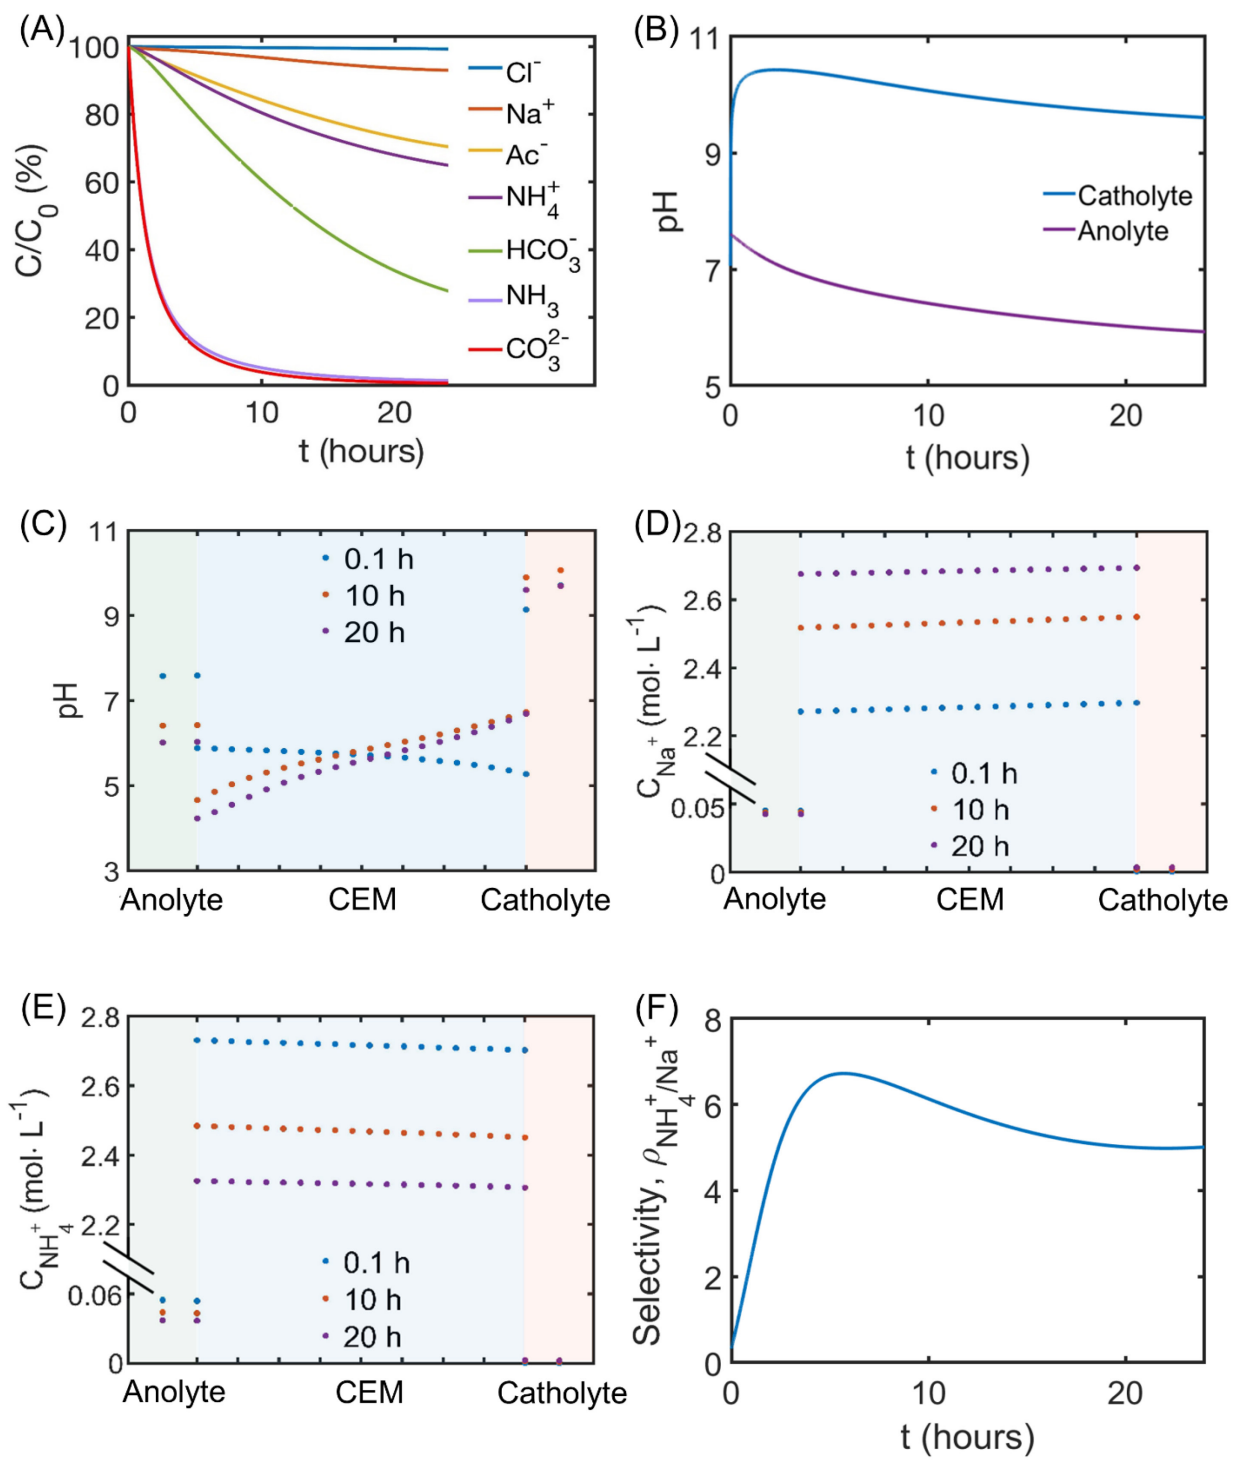 (A)
C/C0 (%)
100
80
60
40
20
0
0 10 20
t (hours)
Cl-
Na+
Ac-
NH4+
HCO3-
NH3
CO3 2-
(B)
pH
11
9
7
5
0 10 20
t (hours)
Catholyte
Anolyte
(C)
pH
11
9
7
5
3
0.1 h
10 h
20 h
Anolyte CEM Catholyte
(D)
CNa+ (mol· L-1)
2.8
2.6
2.4
2.2
0.05
0
0.1 h
10 h
20 h
Anolyte CEM Catholyte
(E)
CNH4+ (mol· L-1)
2.8
2.6
2.4
2.2
0.06
0
0.1 h
10 h
20 h
Anolyte CEM Catholyte
(F)
Selectivity, ρNH4+/Na+
8
6
4
2
0
0 10 20
t (hours)